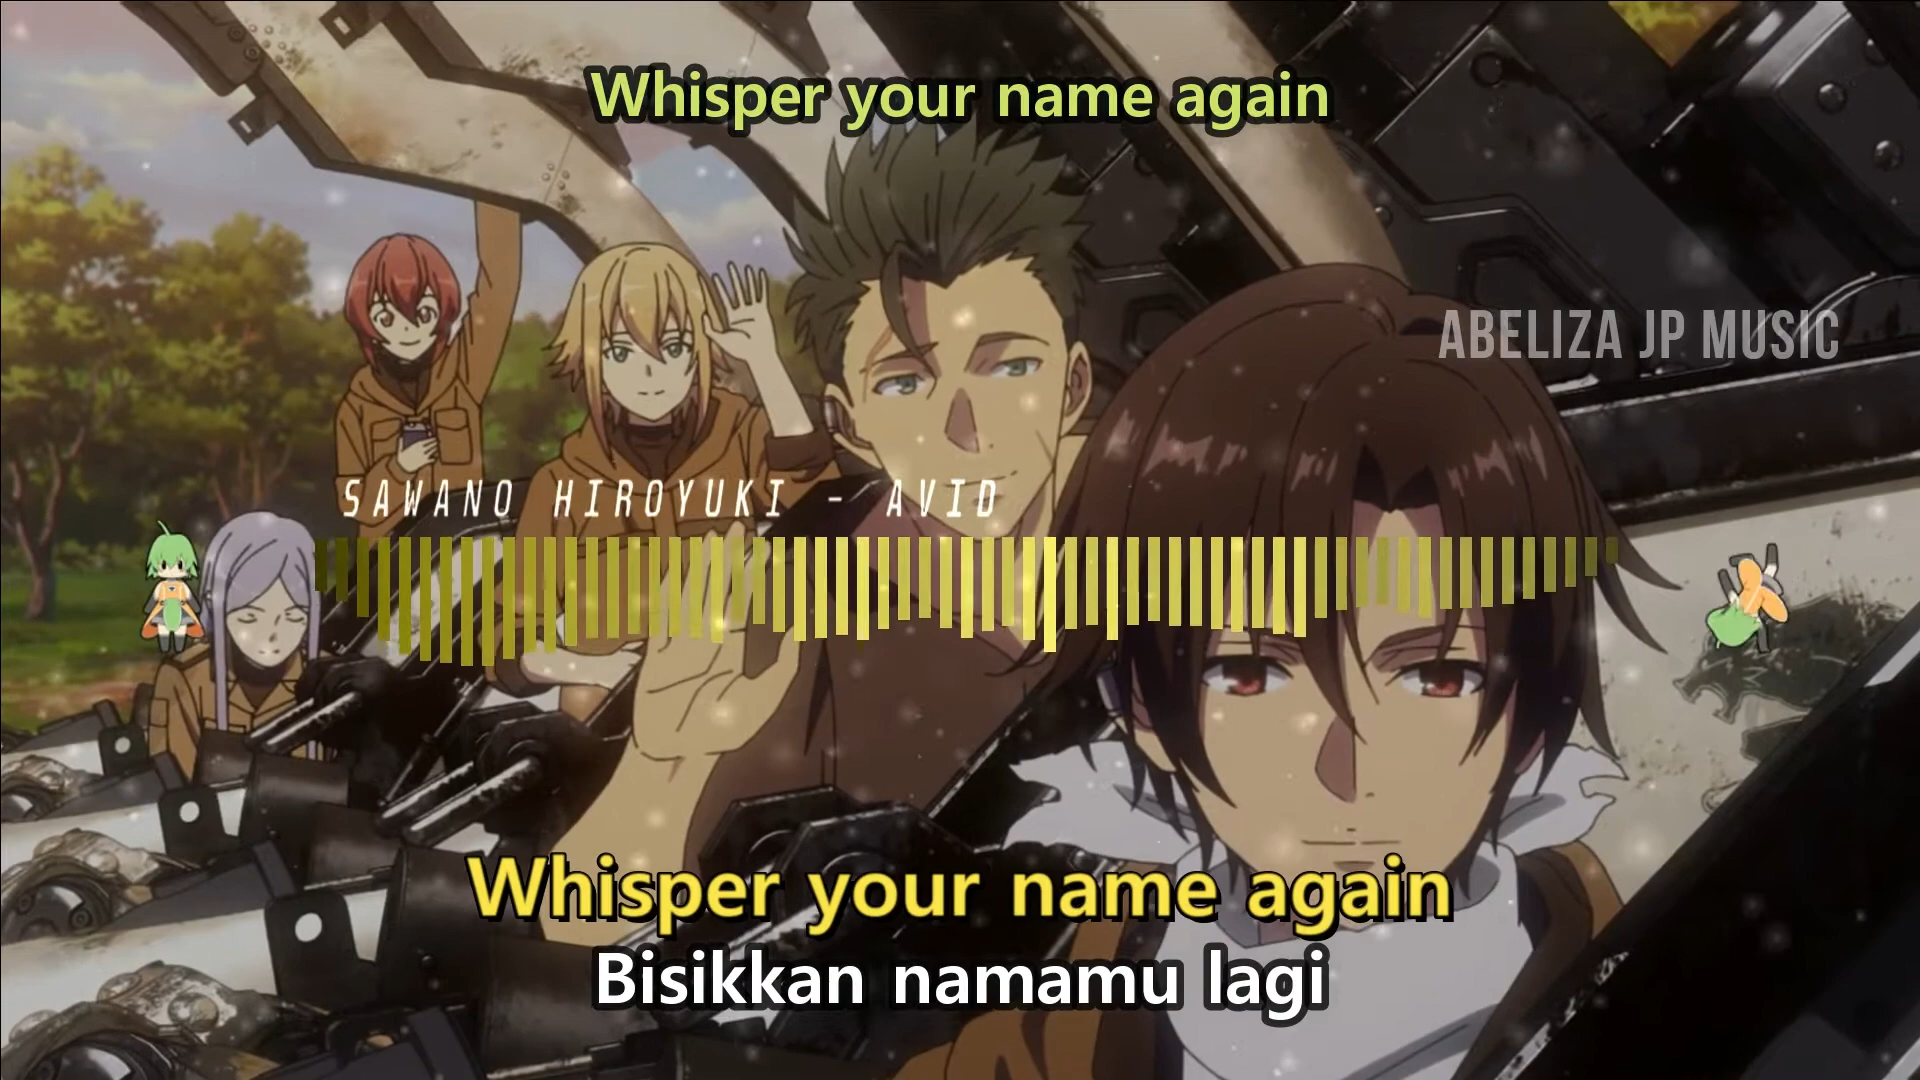 Whisper your name again
ABELIZA JP MUSIC
SAWANO HIROYUKI - AVID
Whisper your name again
Bisikkan namamu lagi